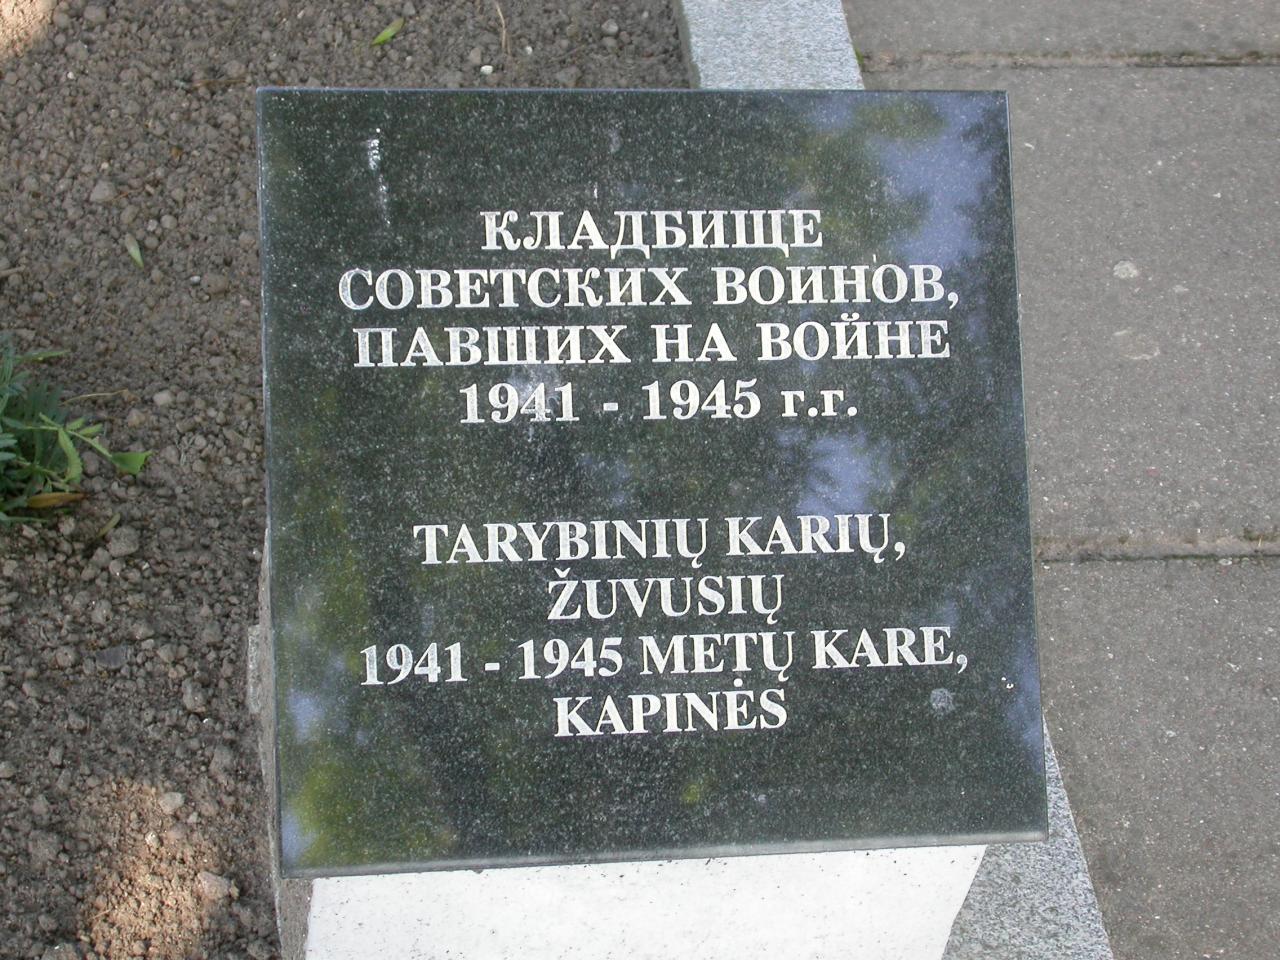 КЛАДБИЩЕ
СОВЕТСКИХ ВОИНОВ,
ПАВШИХ НА ВОЙНЕ
1941 - 1945 г.г.
TARYBINIŲ KARIŲ,
ŽUVUSIŲ
1941 - 1945 METŲ KARE,
KAPINĖS